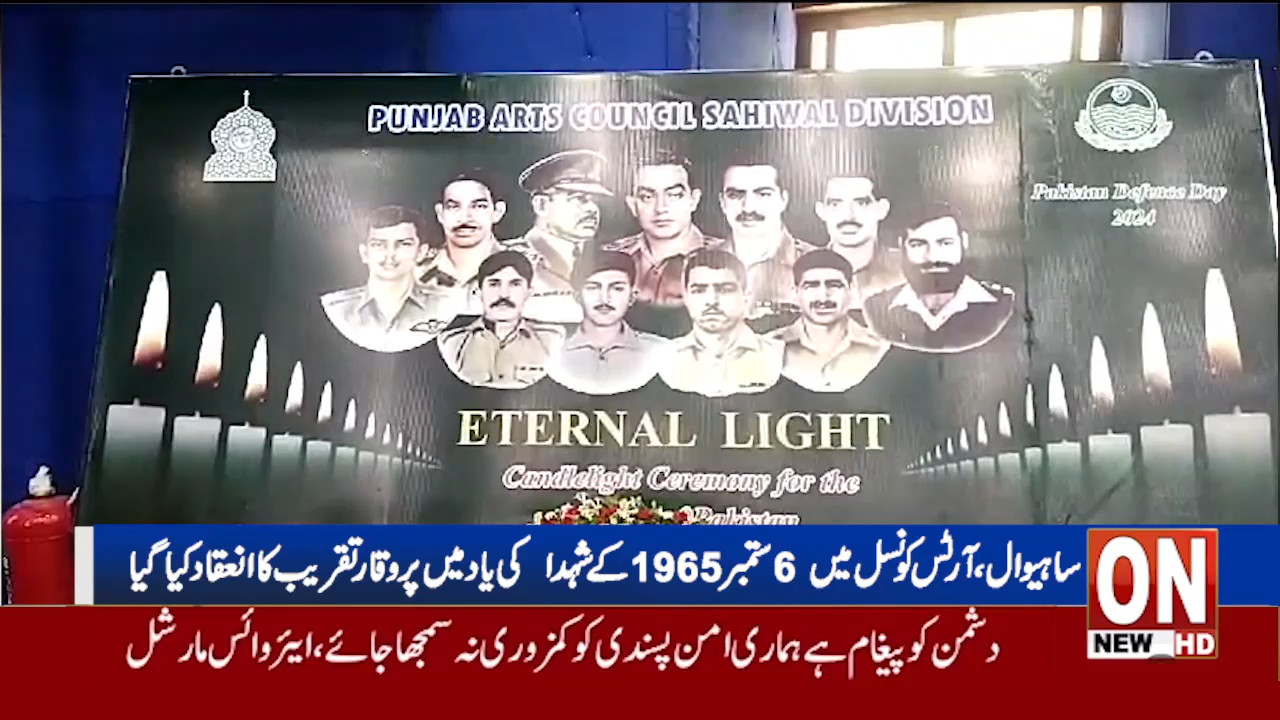 PUNJAB ARTS COUNCIL SAHIWAL DIVISION
Pakistan Defence Day
2024
ETERNAL LIGHT
Candlelight Ceremony for the
Pakistan
ساہیوال، آرٹس کونسل میں 6 ستمبر 1965 کے شہدا کی یاد میں پروقار تقریب کا انعقاد کیا گیا
دشمن کو پیغام ہے ہماری امن پسندی کو کمزوری نہ سمجھا جائے، ایئر وائس مارشل
ON
NEW HD